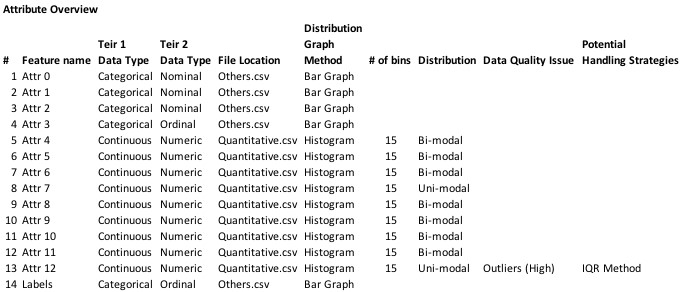 Attribute Overview
Distribution
Teir 1 Teir 2 Graph Potential
# Feature name Data Type Data Type File Location Method # of bins Distribution Data Quality Issue Handling Strategies
1 Attr 0 Categorical Nominal Others.csv Bar Graph
2 Attr 1 Categorical Nominal Others.csv Bar Graph
3 Attr 2 Categorical Nominal Others.csv Bar Graph
4 Attr 3 Categorical Ordinal Others.csv Bar Graph
5 Attr 4 Continuous Numeric Quantitative.csv Histogram 15 Bi-modal
6 Attr 5 Continuous Numeric Quantitative.csv Histogram 15 Bi-modal
7 Attr 6 Continuous Numeric Quantitative.csv Histogram 15 Bi-modal
8 Attr 7 Continuous Numeric Quantitative.csv Histogram 15 Uni-modal
9 Attr 8 Continuous Numeric Quantitative.csv Histogram 15 Bi-modal
10 Attr 9 Continuous Numeric Quantitative.csv Histogram 15 Bi-modal
11 Attr 10 Continuous Numeric Quantitative.csv Histogram 15 Bi-modal
12 Attr 11 Continuous Numeric Quantitative.csv Histogram 15 Bi-modal
13 Attr 12 Continuous Numeric Quantitative.csv Histogram 15 Uni-modal Outliers (High) IQR Method
14 Labels Categorical Ordinal Others.csv Bar Graph